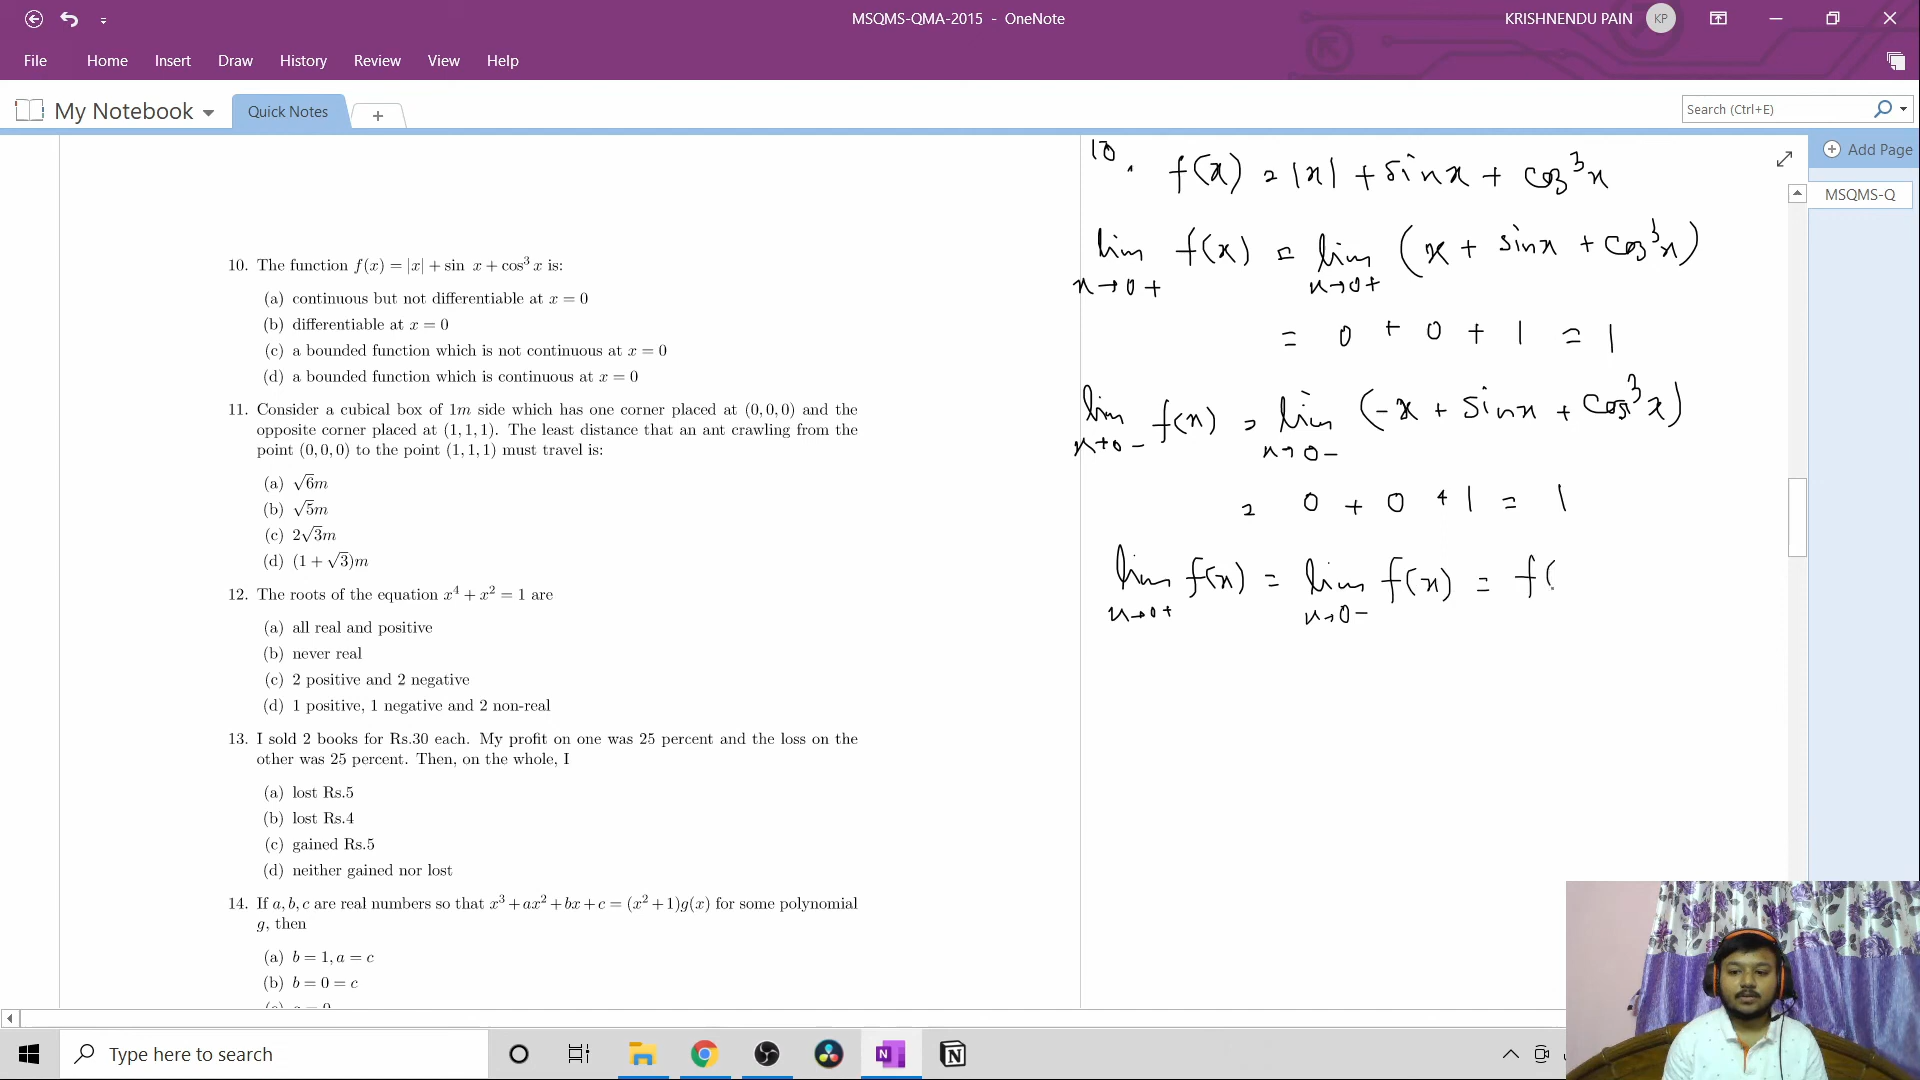 MSQMS-QMA-2015 - OneNote
KRISHNENDU PAIN
KP
File Home Insert Draw History Review View Help
My Notebook
Quick Notes
+
Search (Ctrl+E)
Add Page
MSQMS-Q
10. The function f(x) = |x| + sin x + cos³ x is:
(a) continuous but not differentiable at x = 0
(b) differentiable at x = 0
(c) a bounded function which is not continuous at x = 0
(d) a bounded function which is continuous at x = 0
11. Consider a cubical box of 1m side which has one corner placed at (0, 0, 0) and the
opposite corner placed at (1, 1, 1). The least distance that an ant crawling from the
point (0, 0, 0) to the point (1, 1, 1) must travel is:
(a) √6m
(b) √5m
(c) 2√3m
(d) (1 + √3)m
12. The roots of the equation x⁴ + x² = 1 are
(a) all real and positive
(b) never real
(c) 2 positive and 2 negative
(d) 1 positive, 1 negative and 2 non-real
13. I sold 2 books for Rs.30 each. My profit on one was 25 percent and the loss on the
other was 25 percent. Then, on the whole, I
(a) lost Rs.5
(b) lost Rs.4
(c) gained Rs.5
(d) neither gained nor lost
14. If a, b, c are real numbers so that x³ + ax² + bx + c = (x² + 1)g(x) for some polynomial
g, then
(a) b = 1, a = c
(b) b = 0 = c
10. f(x) = |x| + sin x + cos³x
lim x→0+ f(x) = lim x→0+ (x + sin x + cos³x)
= 0 + 0 + 1 = 1
lim x→0− f(x) = lim x→0− (−x + sin x + cos³x)
= 0 + 0 + 1 = 1
lim x→0+ f(x) = lim x→0− f(x) = f(
Type here to search